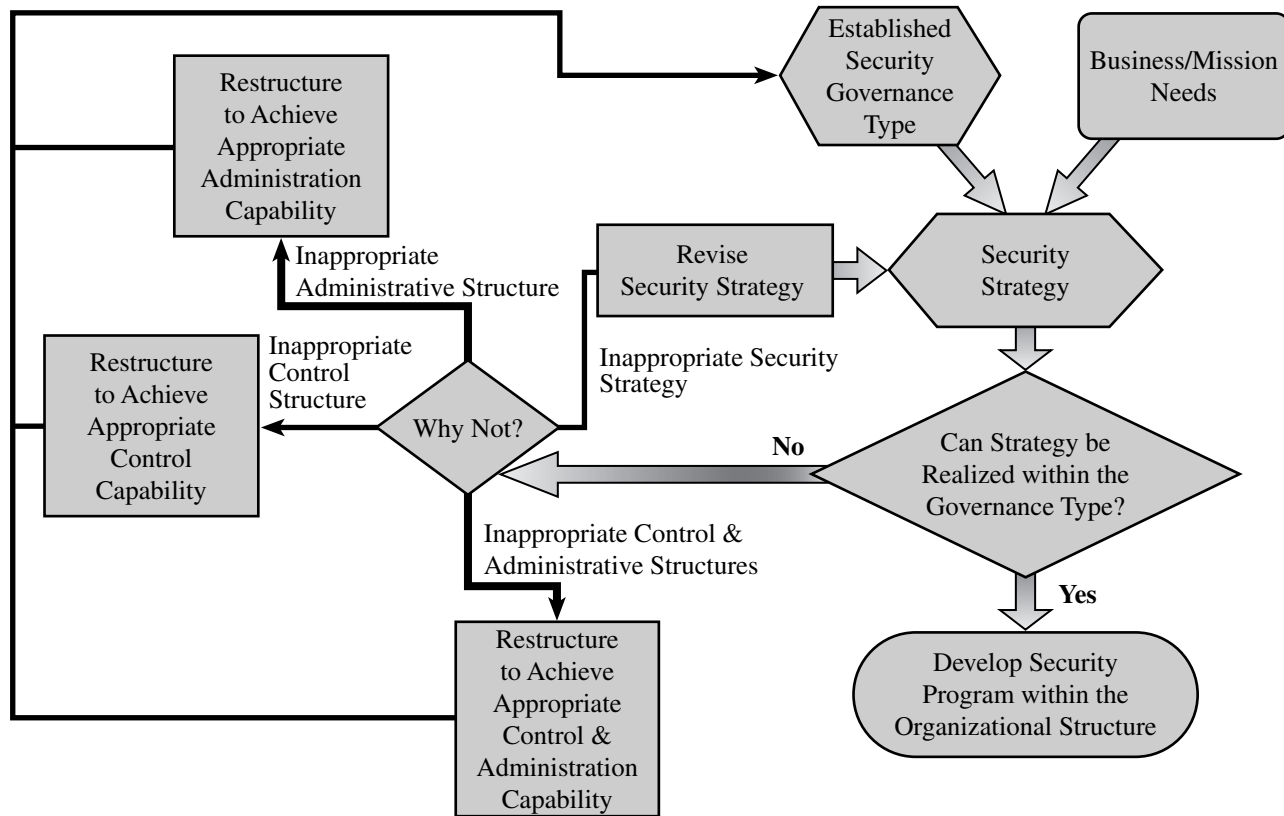 Established
Security
Governance
Type
Business/Mission
Needs
Restructure
to Achieve
Appropriate
Administration
Capability
Inappropriate
Administrative Structure
Revise
Security Strategy
Security
Strategy
Restructure
to Achieve
Appropriate
Control
Capability
Inappropriate
Control
Structure
Why Not?
Inappropriate Security
Strategy
No
Can Strategy be
Realized within the
Governance Type?
Inappropriate Control &
Administrative Structures
Yes
Restructure
to Achieve
Appropriate
Control &
Administration
Capability
Develop Security
Program within the
Organizational Structure